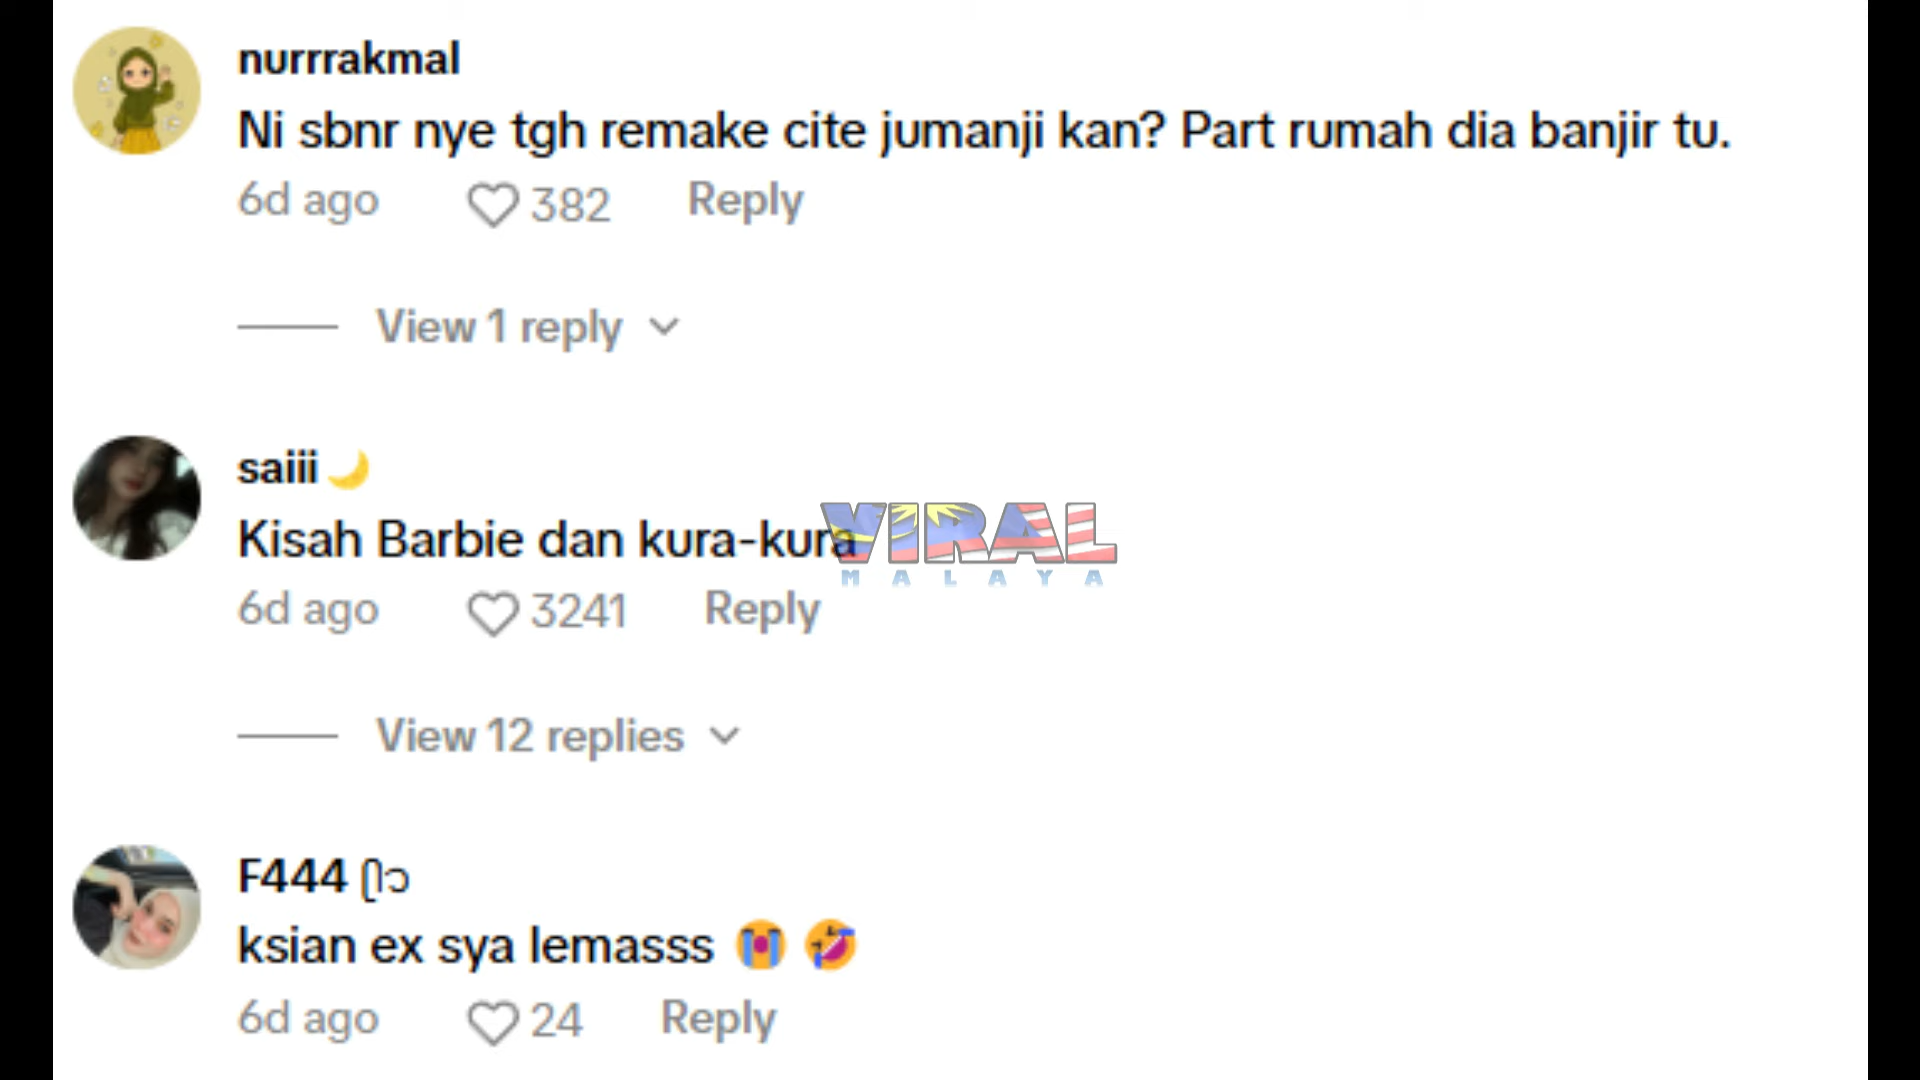 nurrrakmal
Ni sbnr nye tgh remake cite jumanji kan? Part rumah dia banjir tu.
6d ago 382 Reply
View 1 reply
saiii🌙
Kisah Barbie dan kura-kura
VIRAL
MALAYA
6d ago 3241 Reply
View 12 replies
F444
ksian ex sya lemasss 😭 🤣
6d ago 24 Reply